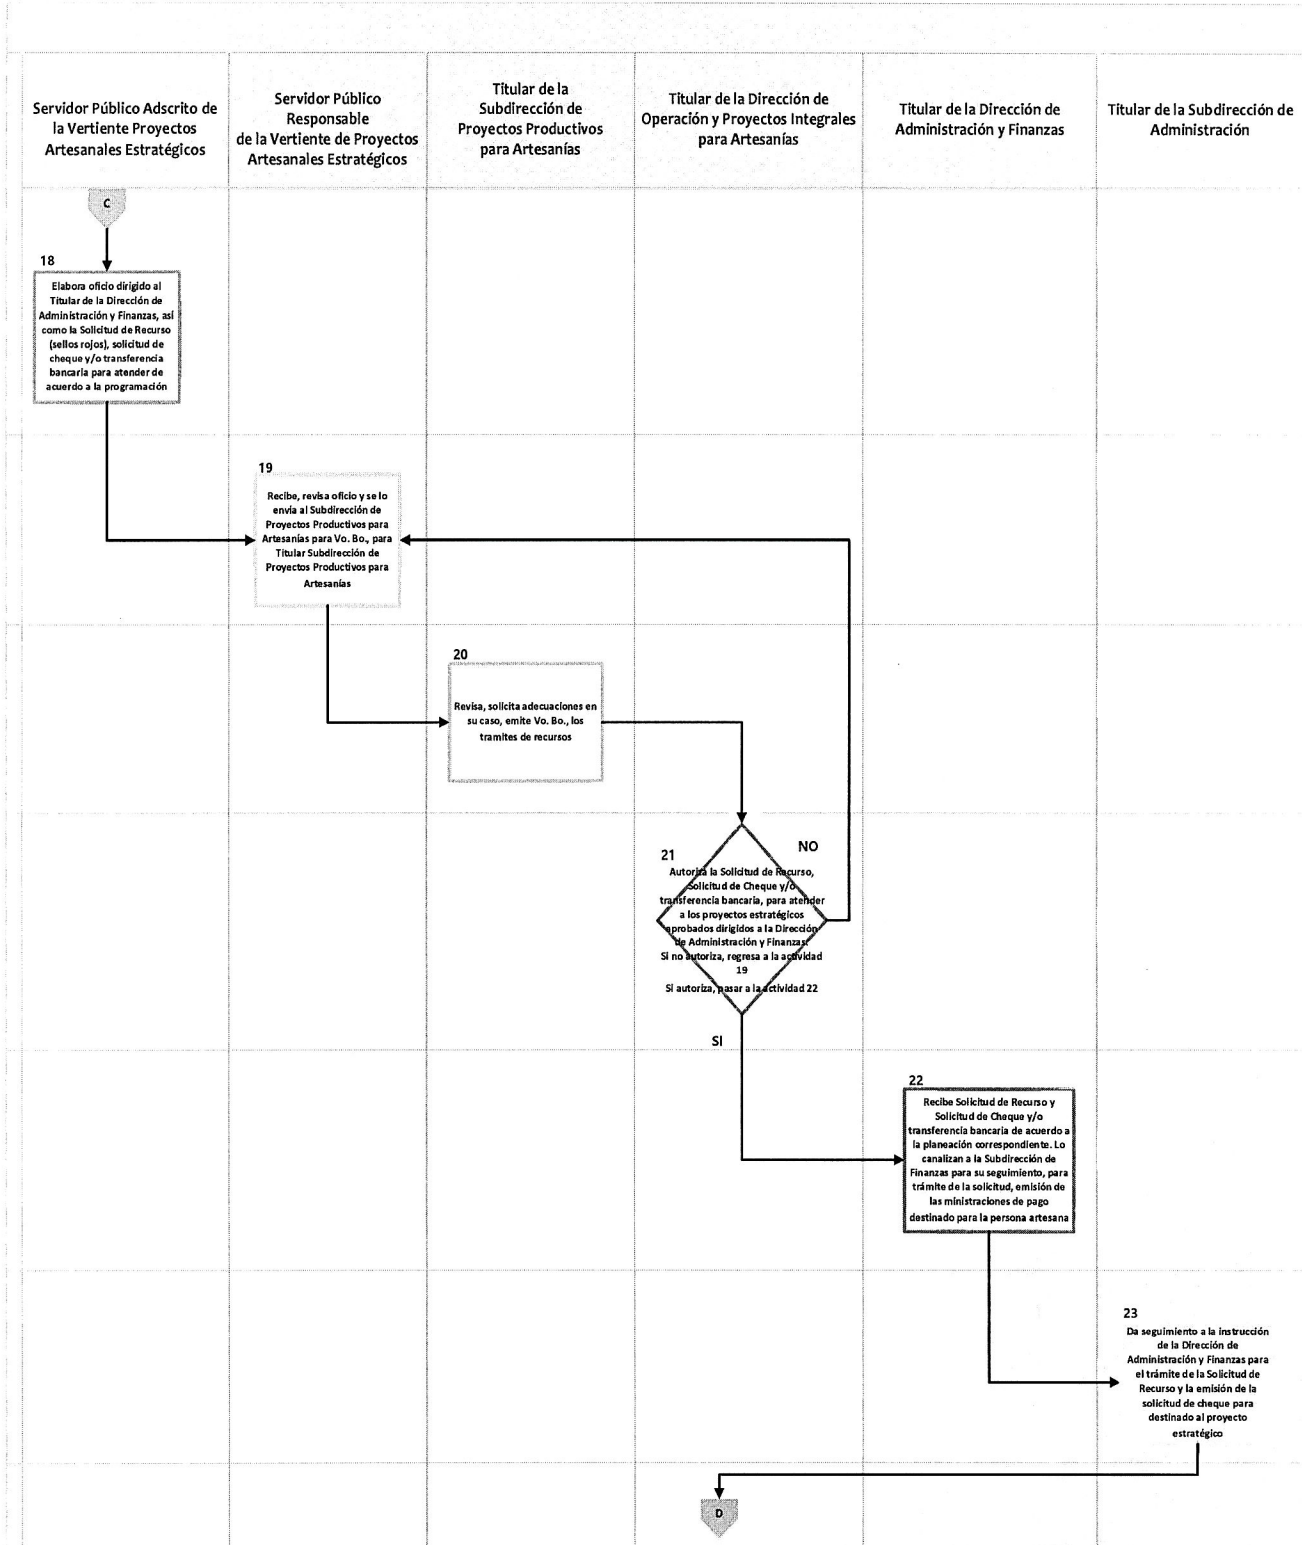 Servidor Público Adscrito de
la Vertiente Proyectos
Artesanales Estratégicos
Servidor Público
Responsable
de la Vertiente de Proyectos
Artesanales Estratégicos
Titular de la
Subdirección de
Proyectos Productivos
para Artesanías
Titular de la Dirección de
Operación y Proyectos Integrales
para Artesanías
Titular de la Dirección de
Administración y Finanzas
Titular de la Subdirección de
Administración
C
18
Elabora oficio dirigido al
Titular de la Dirección de
Administración y Finanzas, así
como la Solicitud de Recurso
(sellos rojos), solicitud de
cheque y/o transferencia
bancaria para atender de
acuerdo a la programación
19
Recibe, revisa oficio y se lo
envia al Subdirección de
Proyectos Productivos para
Artesanías para Vo. Bo., para
Titular Subdirección de
Proyectos Productivos para
Artesanías
20
Revisa, solicita adecuaciones en
su caso, emite Vo. Bo., los
tramites de recursos
NO
21
Autoriza la Solicitud de Recurso,
Solicitud de Cheque y/o
transferencia bancaria, para atender
a los proyectos estratégicos
aprobados dirigidos a la Dirección
de Administración y Finanzas.
Si no autoriza, regresa a la actividad
19
Si autoriza, pasar a la actividad 22
SI
22
Recibe Solicitud de Recurso y
Solicitud de Cheque y/o
transferencia bancaria de acuerdo a
la planeación correspondiente. Lo
canalizan a la Subdirección de
Finanzas para su seguimiento, para
trámite de la solicitud, emisión de
las ministraciones de pago
destinado para la persona artesana
23
Da seguimiento a la instrucción
de la Dirección de
Administración y Finanzas para
el trámite de la Solicitud de
Recurso y la emisión de la
solicitud de cheque para
destinado al proyecto
estratégico
D